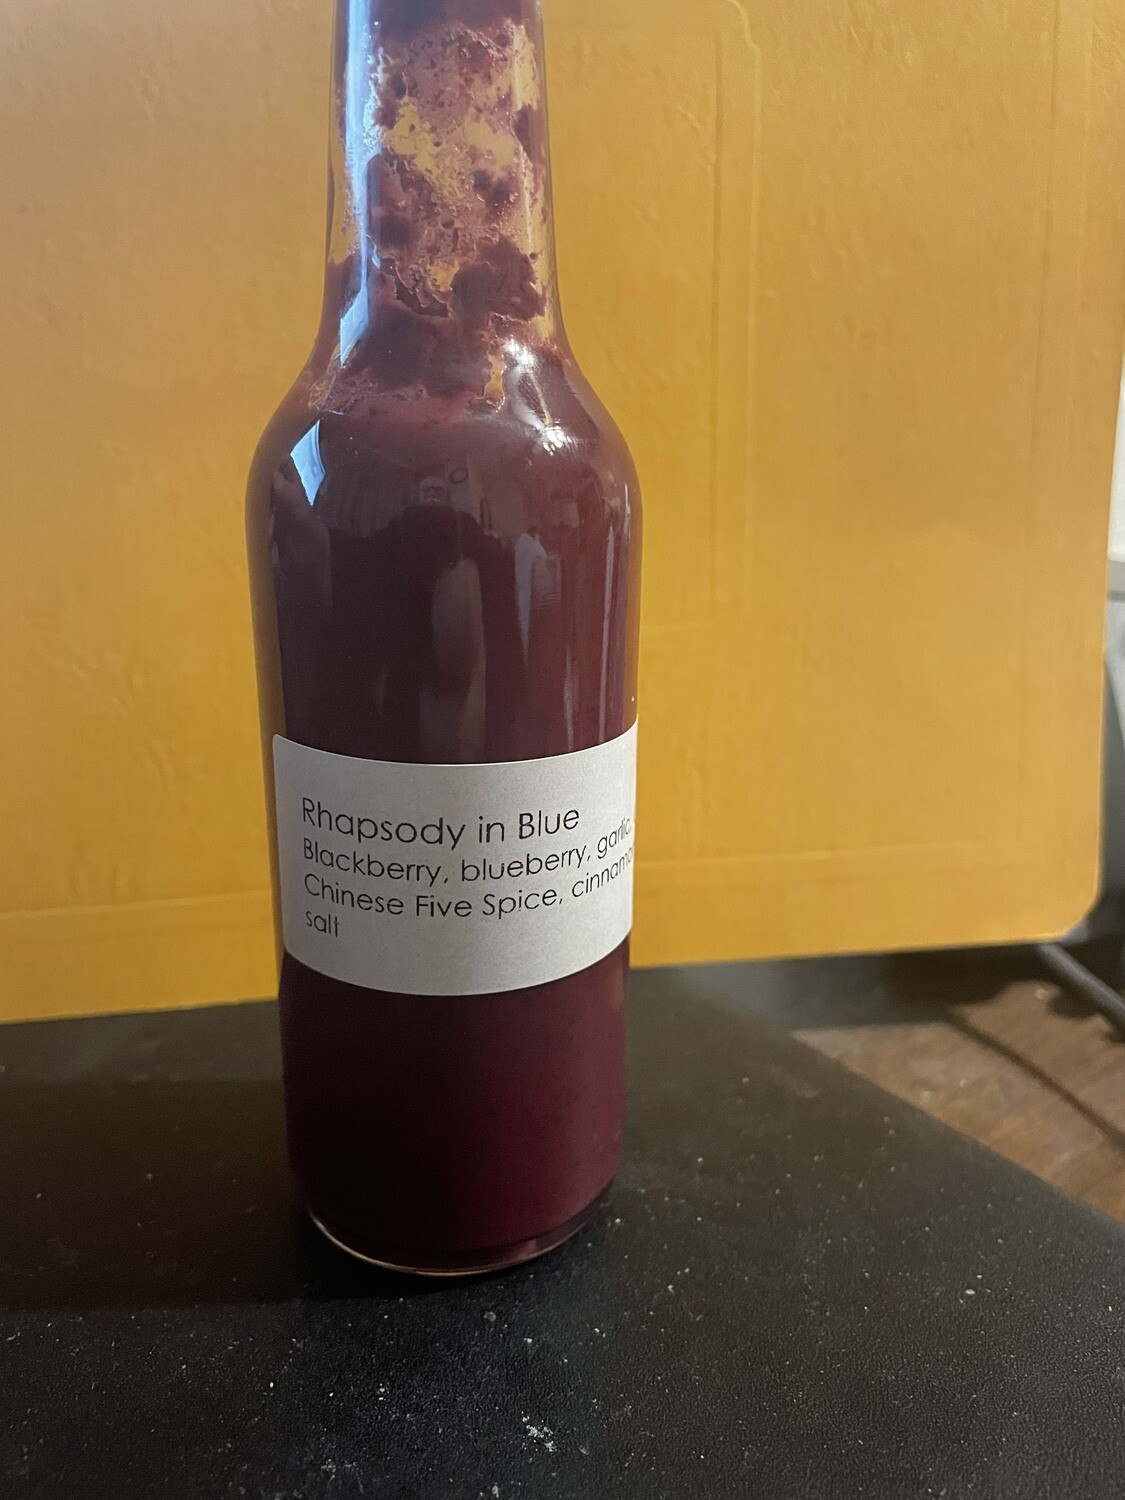 Rhapsody in Blue
Blackberry, blueberry, garlic,
Chinese Five Spice,
salt